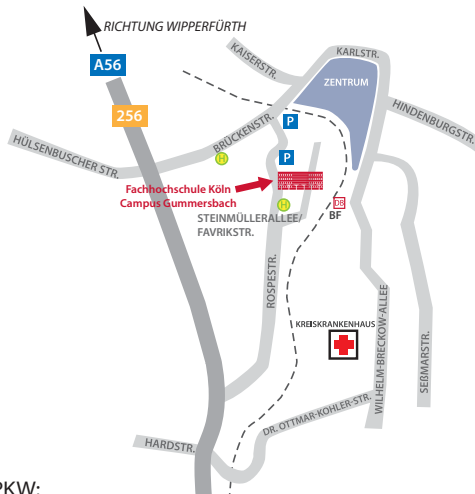 RICHTUNG WIPPERFÜRTH
A56
256
KAISERSTR.
KARLSTR.
ZENTRUM
HINDENBURGSTR.
BRÜCKENSTR.
P
HÜLSENBUSCHER STR.
H
P
Fachhochschule Köln
Campus Gummersbach
H
STEINMÜLLERALLEE/
FAVRIKSTR.
DB
BF
ROSPESTR.
KREISKRANKENHAUS
WILHELM-BRECKOW-ALLEE
SEßMARSTR.
DR. OTTMAR-KOHLER-STR.
HARDSTR.
PKW: